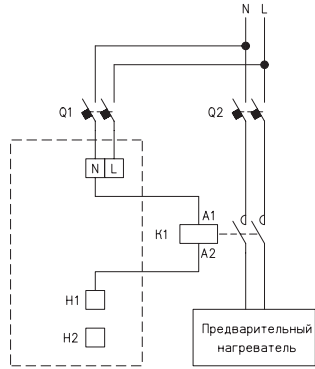 N L
Q1
Q2
N L
A1
K1
A2
H1
H2
Предварительный
нагреватель